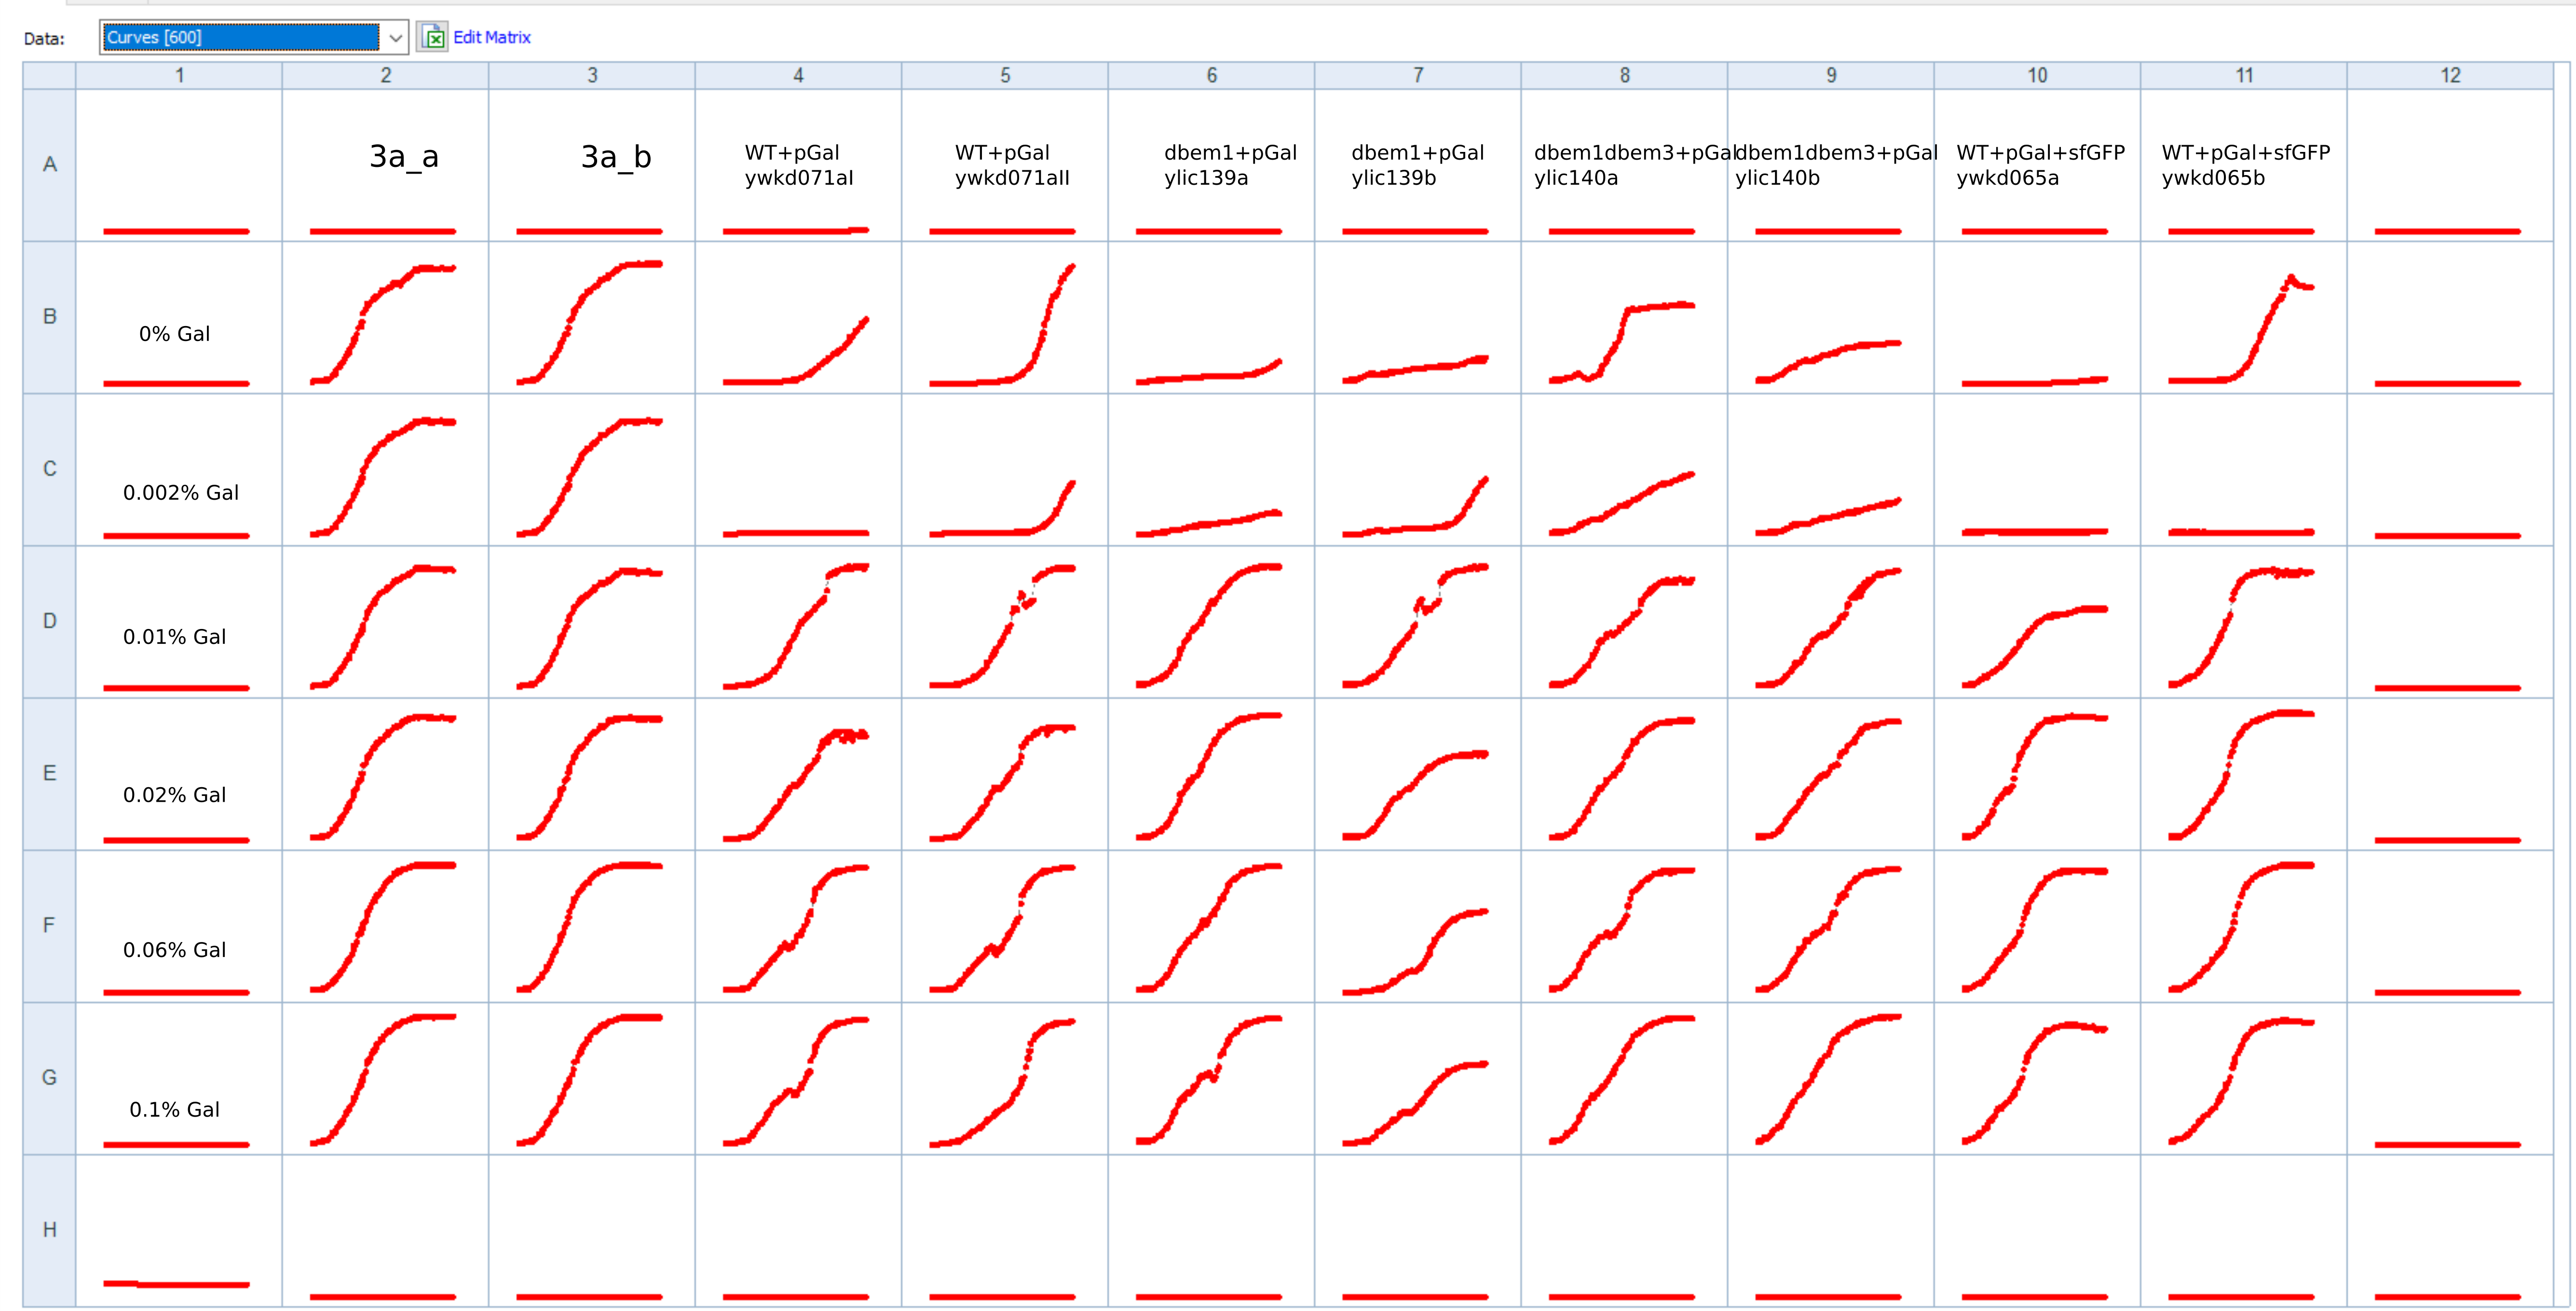 Data: Curves [600] Edit Matrix
1 2 3 4 5 6 7 8 9 10 11 12
A
3a_a
3a_b
WT+pGal
ywkd071aI
WT+pGal
ywkd071aII
dbem1+pGal
ylic139a
dbem1+pGal
ylic139b
dbem1dbem3+pGal
ylic140a
dbem1dbem3+pGal
ylic140b
WT+pGal+sfGFP
ywkd065a
WT+pGal+sfGFP
ywkd065b
B
0% Gal
C
0.002% Gal
D
0.01% Gal
E
0.02% Gal
F
0.06% Gal
G
0.1% Gal
H